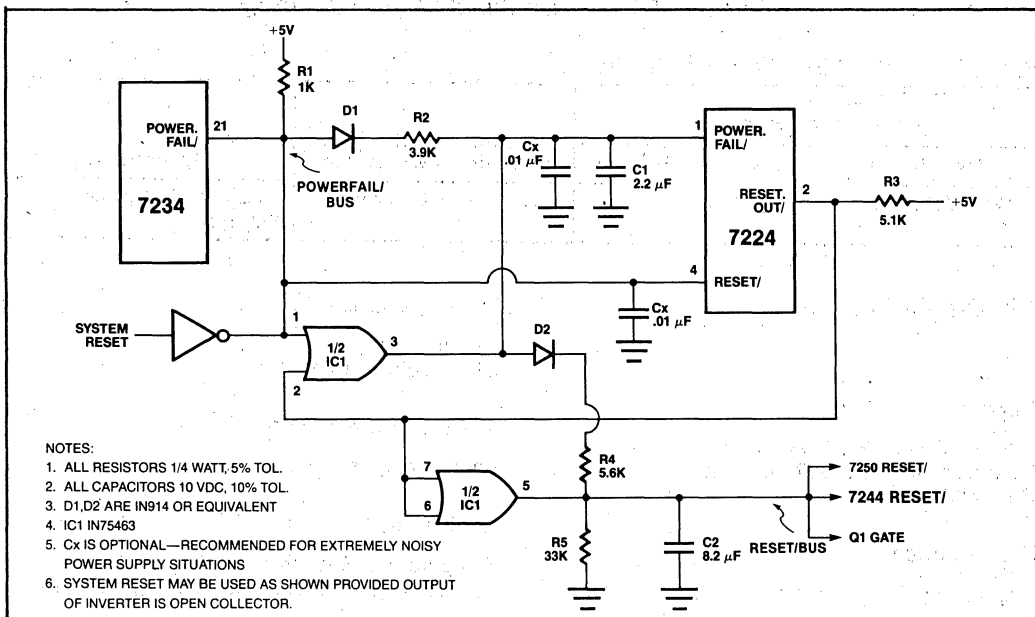 +5V
R1
1K
POWER.
FAIL/
21
7234
D1
R2
3.9K
POWERFAIL/
BUS
Cx
.01 μF
C1
2.2 μF
1
POWER.
FAIL/
RESET.
OUT/
2
7224
R3
5.1K
+5V
4
RESET/
Cx
.01 μF
SYSTEM
RESET
1
2
1/2
IC1
3
D2
R4
5.6K
7
6
1/2
IC1
5
R5
33K
C2
8.2 μF
RESET/BUS
7250 RESET/
7244 RESET/
Q1 GATE
NOTES:
1. ALL RESISTORS 1/4 WATT, 5% TOL.
2. ALL CAPACITORS 10 VDC, 10% TOL.
3. D1,D2 ARE IN914 OR EQUIVALENT
4. IC1 IN75463
5. Cx IS OPTIONAL—RECOMMENDED FOR EXTREMELY NOISY
POWER SUPPLY SITUATIONS
6. SYSTEM RESET MAY BE USED AS SHOWN PROVIDED OUTPUT
OF INVERTER IS OPEN COLLECTOR.